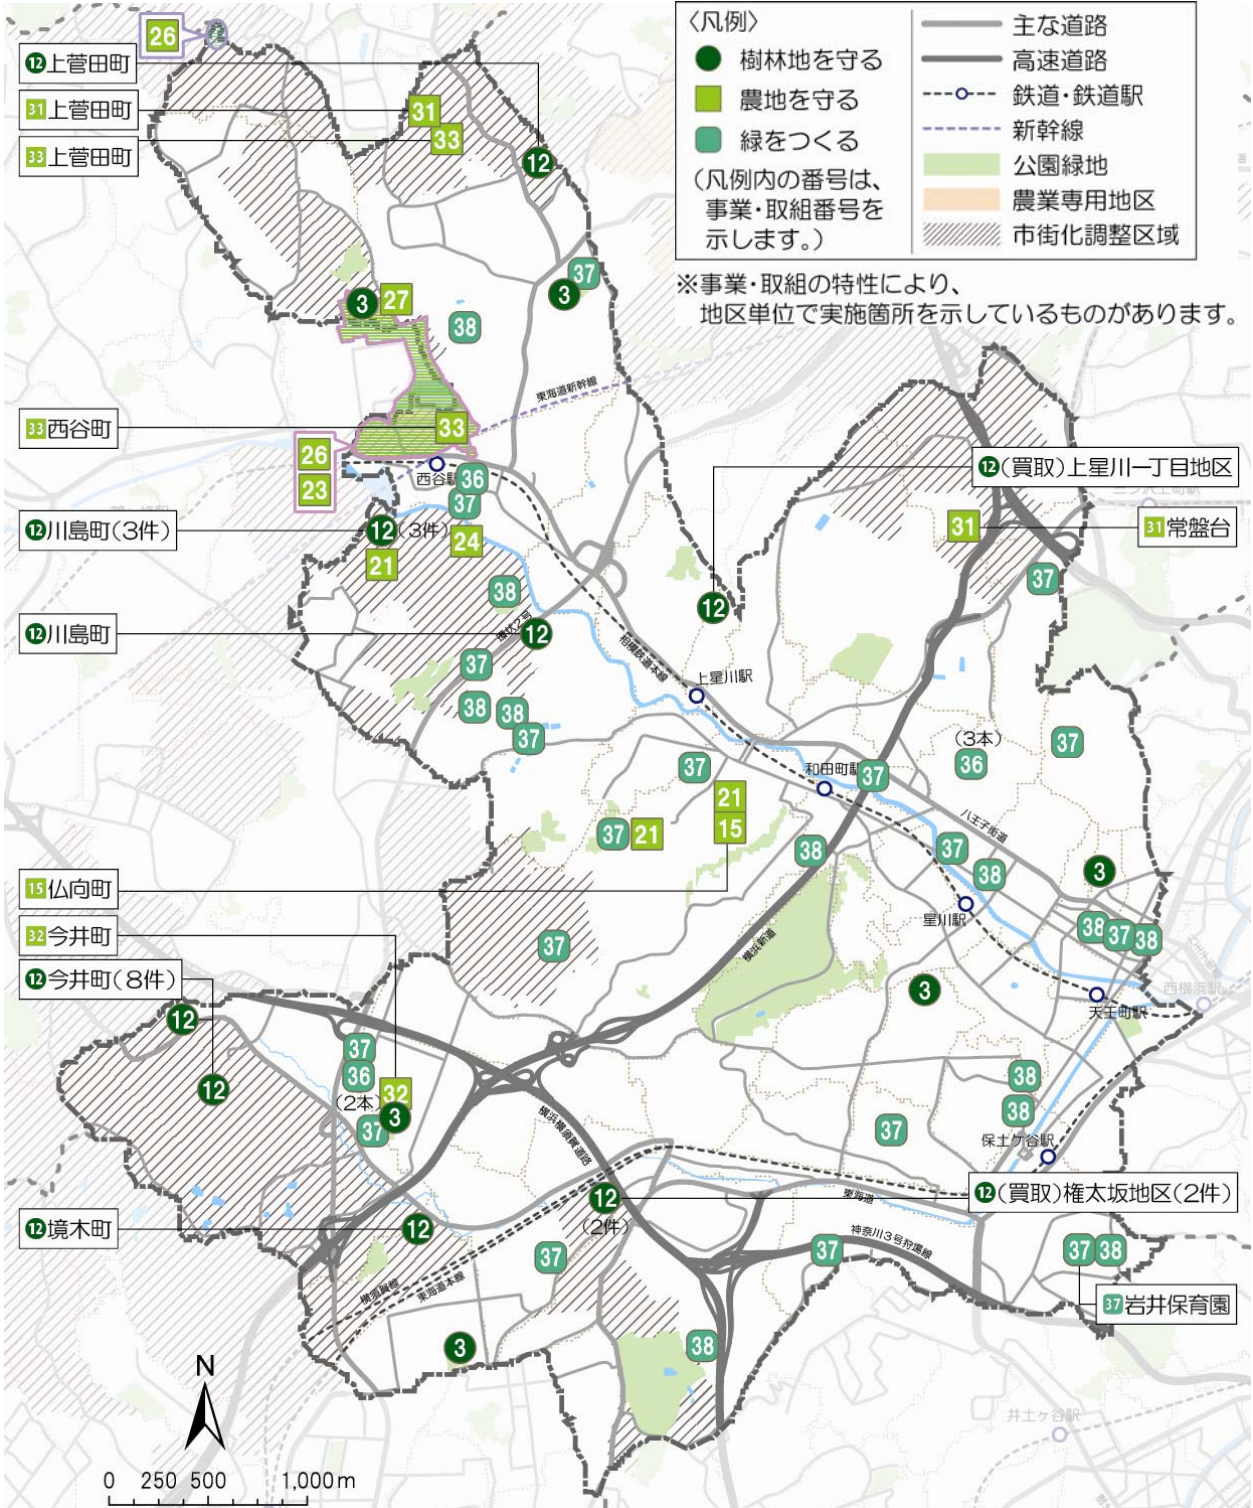 〈凡例〉
樹林地を守る
農地を守る
緑をつくる
(凡例内の番号は、
事業・取組番号を
示します。)
主な道路
高速道路
鉄道・鉄道駅
新幹線
公園緑地
農業専用地区
市街化調整区域
※事業・取組の特性により、
地区単位で実施箇所を示しているものがあります。
26
12上菅田町
31上菅田町
33上菅田町
31
33
12
37
3
3
27
38
東海道新幹線
33西谷町
33
26
23
西谷駅
36
37
12川島町(3件)
12
(3件)
24
21
38
12川島町
環状2号
12
37
38
38
37
相模鉄道本線
12(買取)上星川一丁目地区
12
31常盤台
31
37
上星川駅
和田町駅
37
37
(3本)
36
37
八王子街道
21
15
37
21
38
37
38
3
星川駅
38
37
38
15仏向町
32今井町
12今井町(8件)
37
横浜新道
3
天王町駅
西横浜駅
12
12
37
36
(2本)
32
3
37
横浜横須賀道路
38
38
37
保土ケ谷駅
12(買取)権太坂地区(2件)
12
(2件)
東海道
12境木町
12
37
37
神奈川3号狩場線
37
38
37岩井保育園
横須賀線
東海道本線
3
38
井土ヶ谷駅
N
0 250 500 1,000m